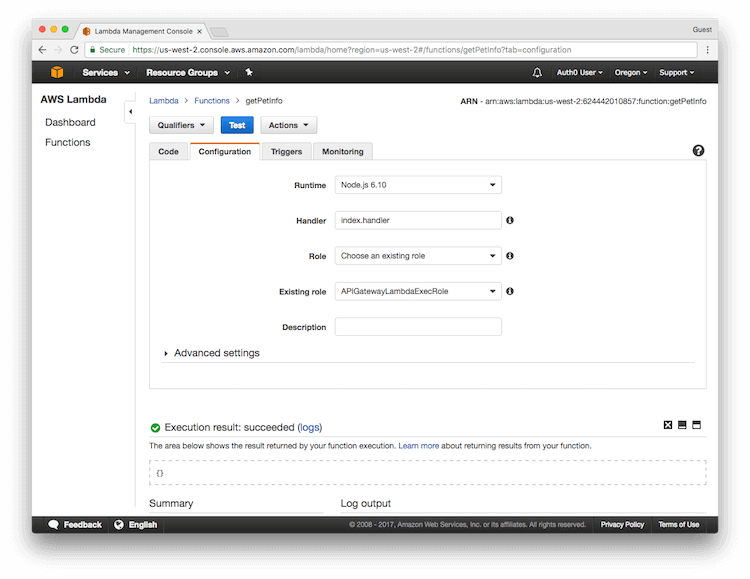 Lambda Management Console
Guest
Secure https://us-west-2.console.aws.amazon.com/lambda/home?region=us-west-2#/functions/getPetInfo?tab=configuration
Services Resource Groups Auth0 User Oregon Support
AWS Lambda
Dashboard
Functions
Lambda Functions getPetInfo ARN - arn:aws:lambda:us-west-2:624442010857:function:getPetInfo
Qualifiers Test Actions
Code Configuration Triggers Monitoring
Runtime Node.js 6.10
Handler index.handler
Role Choose an existing role
Existing role APIGatewayLambdaExecRole
Description
Advanced settings
Execution result: succeeded (logs)
The area below shows the result returned by your function execution. Learn more about returning results from your function.
{}
Summary Log output
Feedback English © 2008 - 2017, Amazon Web Services, Inc. or its affiliates. All rights reserved. Privacy Policy Terms of Use